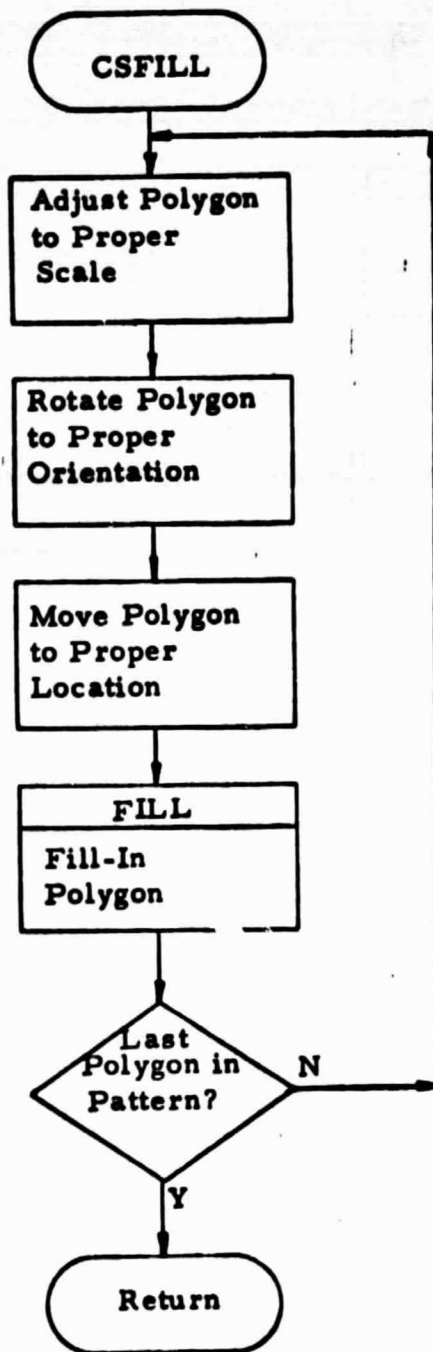 CSFILL
Adjust Polygon
to Proper
Scale
Rotate Polygon
to Proper
Orientation
Move Polygon
to Proper
Location
FILL
Fill-In
Polygon
Last
Polygon in
Pattern?
N
Y
Return